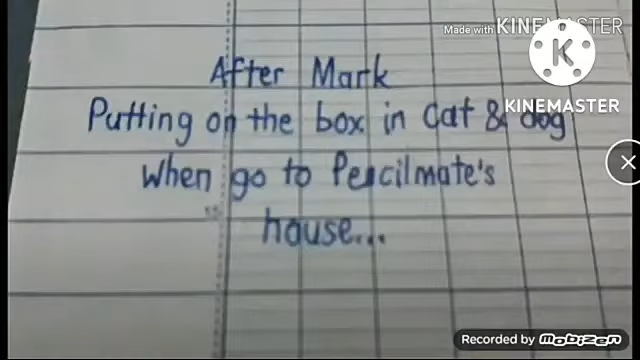 Made with KINEMASTER
KINEMASTER
After Mark
Putting on the box in Cat & dog
When go to Pencilmate's
house...
Recorded by Mobizen